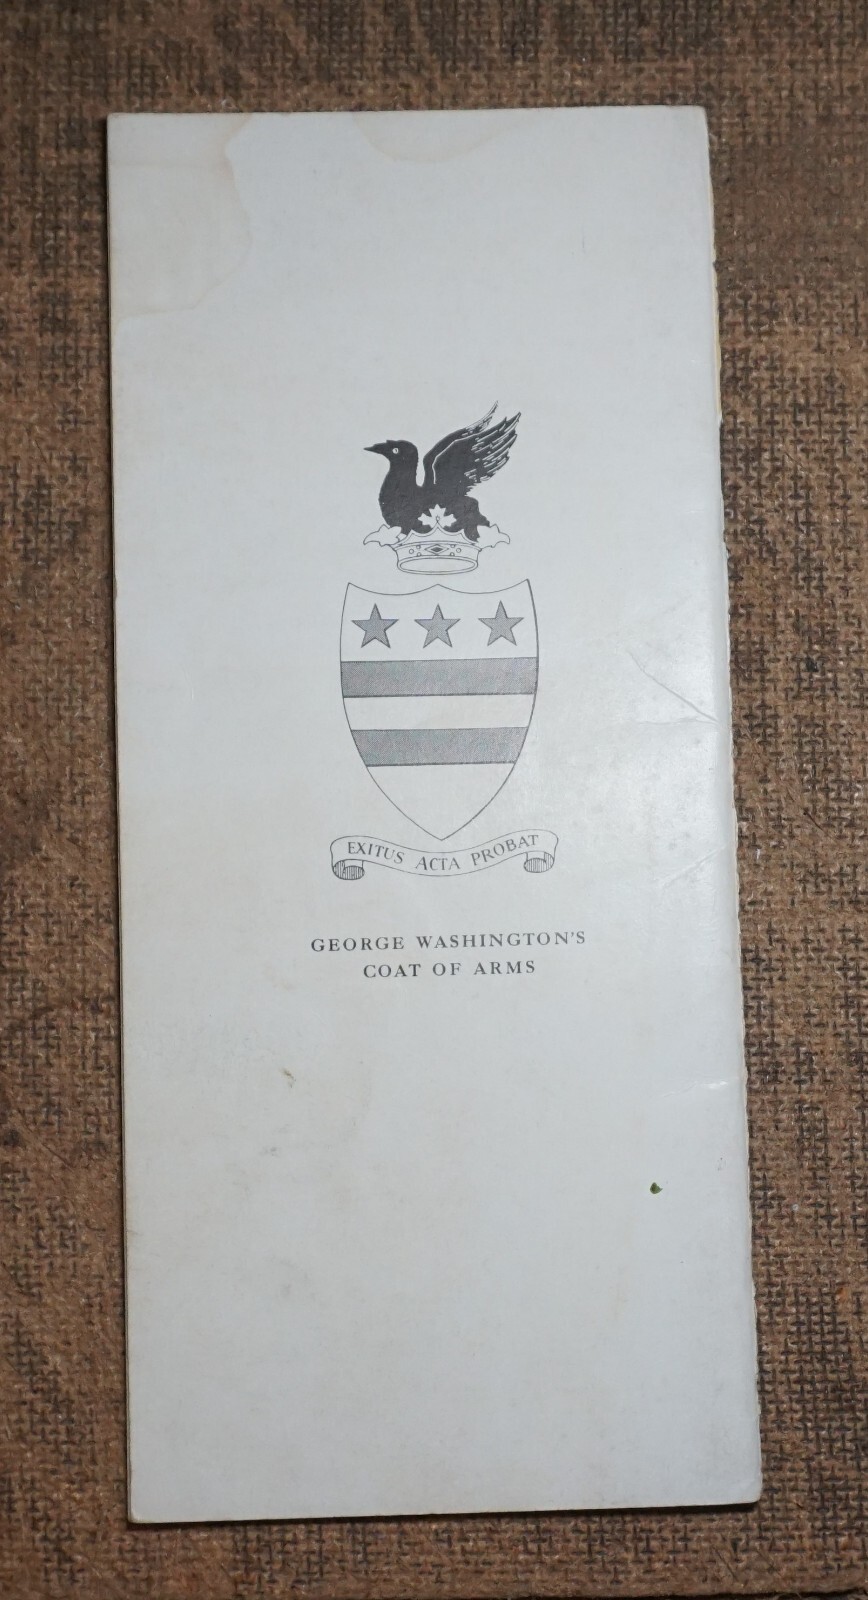 EXITUS ACTA PROBAT
GEORGE WASHINGTON'S
COAT OF ARMS